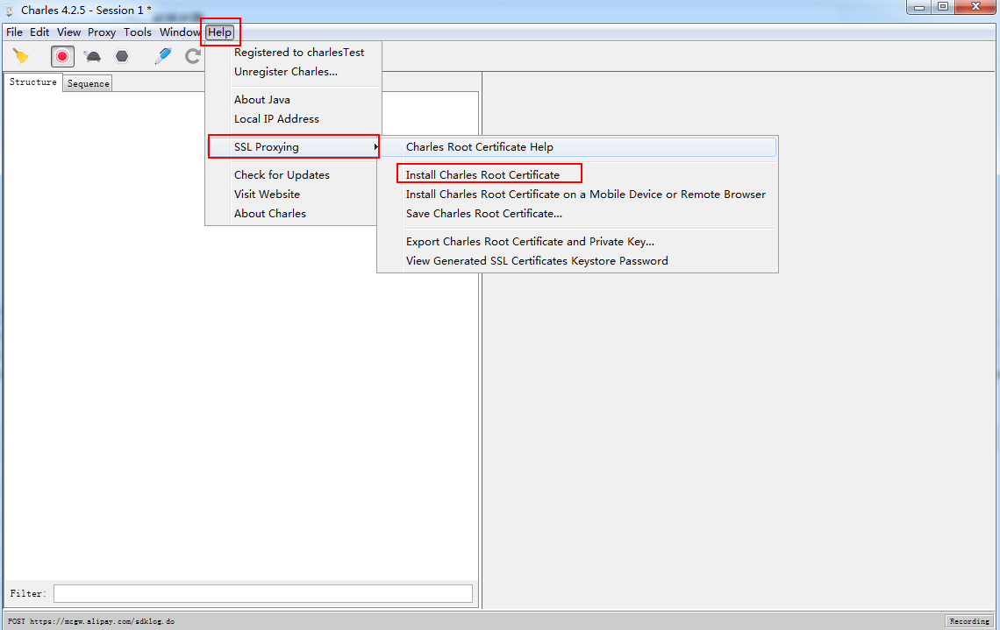 Charles 4.2.5 - Session 1 *
File Edit View Proxy Tools Window Help
Registered to charlesTest
Unregister Charles...
Structure
Sequence
About Java
Local IP Address
SSL Proxying
Charles Root Certificate Help
Check for Updates
Install Charles Root Certificate
Visit Website
Install Charles Root Certificate on a Mobile Device or Remote Browser
About Charles
Save Charles Root Certificate...
Export Charles Root Certificate and Private Key...
View Generated SSL Certificates Keystore Password
Filter:
POST https://mcgw.alipay.com/sdklog.do
Recording